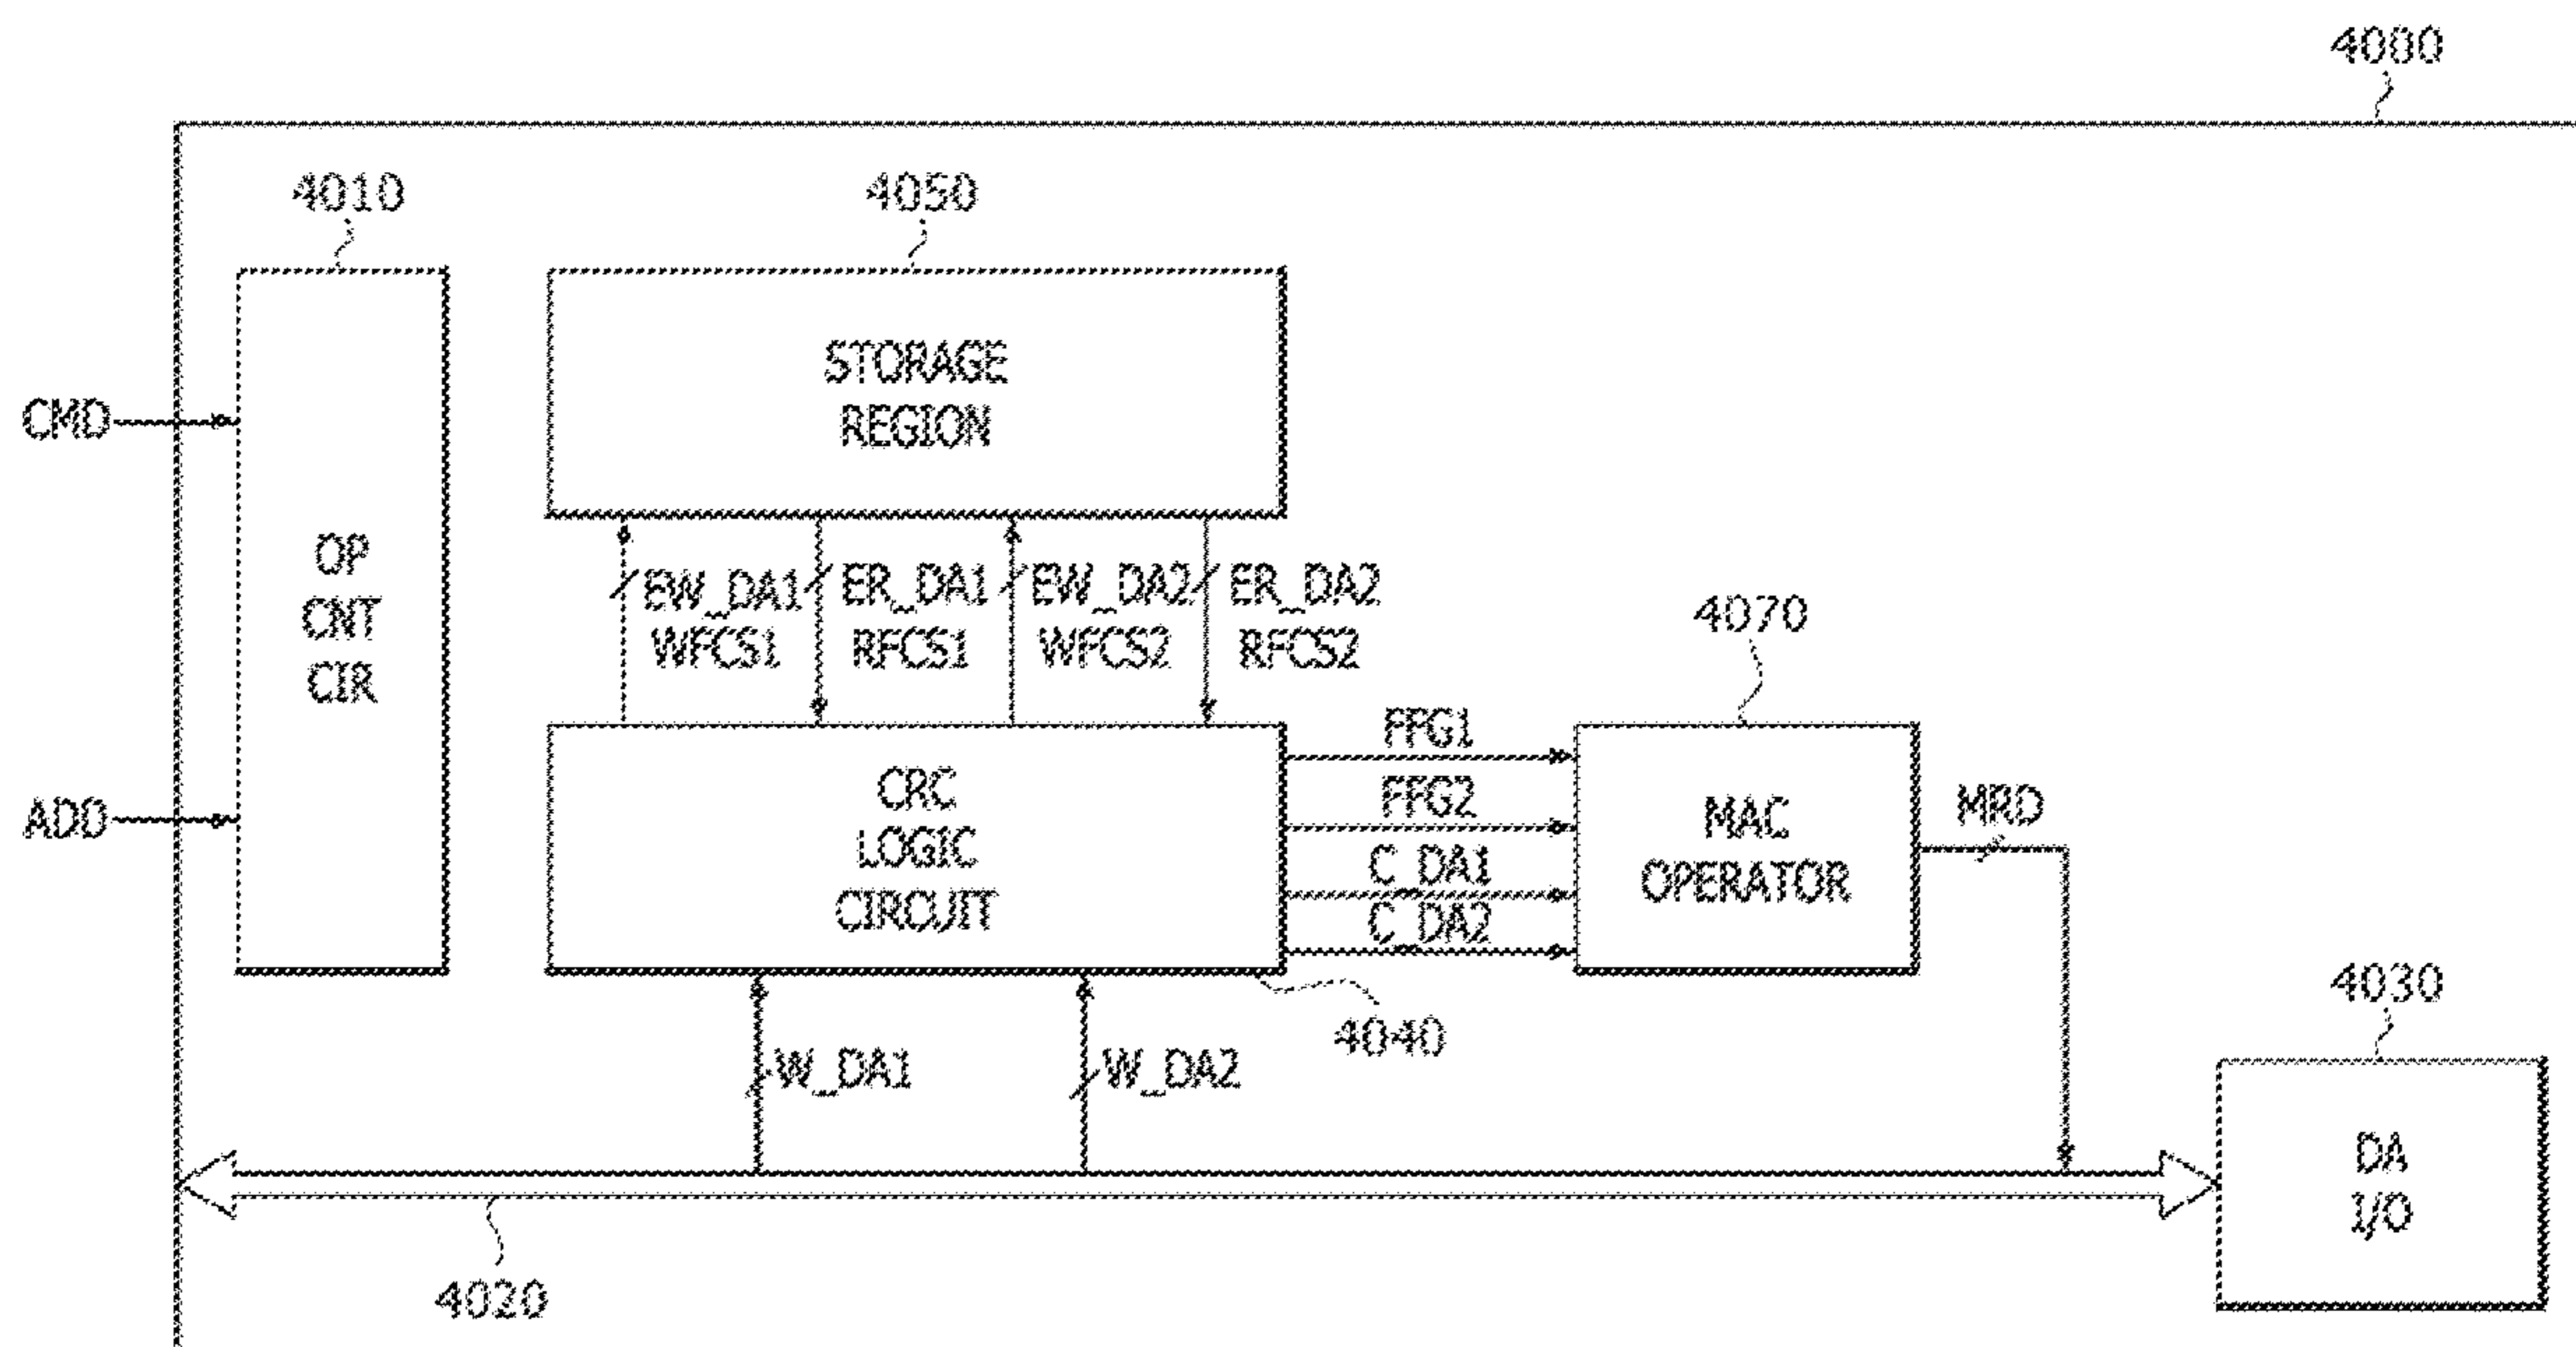 4000
4010
4050
STORAGE
REGION
CMD
OP
CNT
CIR
EW_DA1
WFCS1
ER_DA1
RFCS1
EW_DA2
WFCS2
ER_DA2
RFCS2
4070
FFG1
FFG2
C_DA1
C_DA2
CRC
LOGIC
CIRCUIT
MAC
OPERATOR
MRD
ADD
4040
4030
W_DA1
W_DA2
DA
I/O
4020